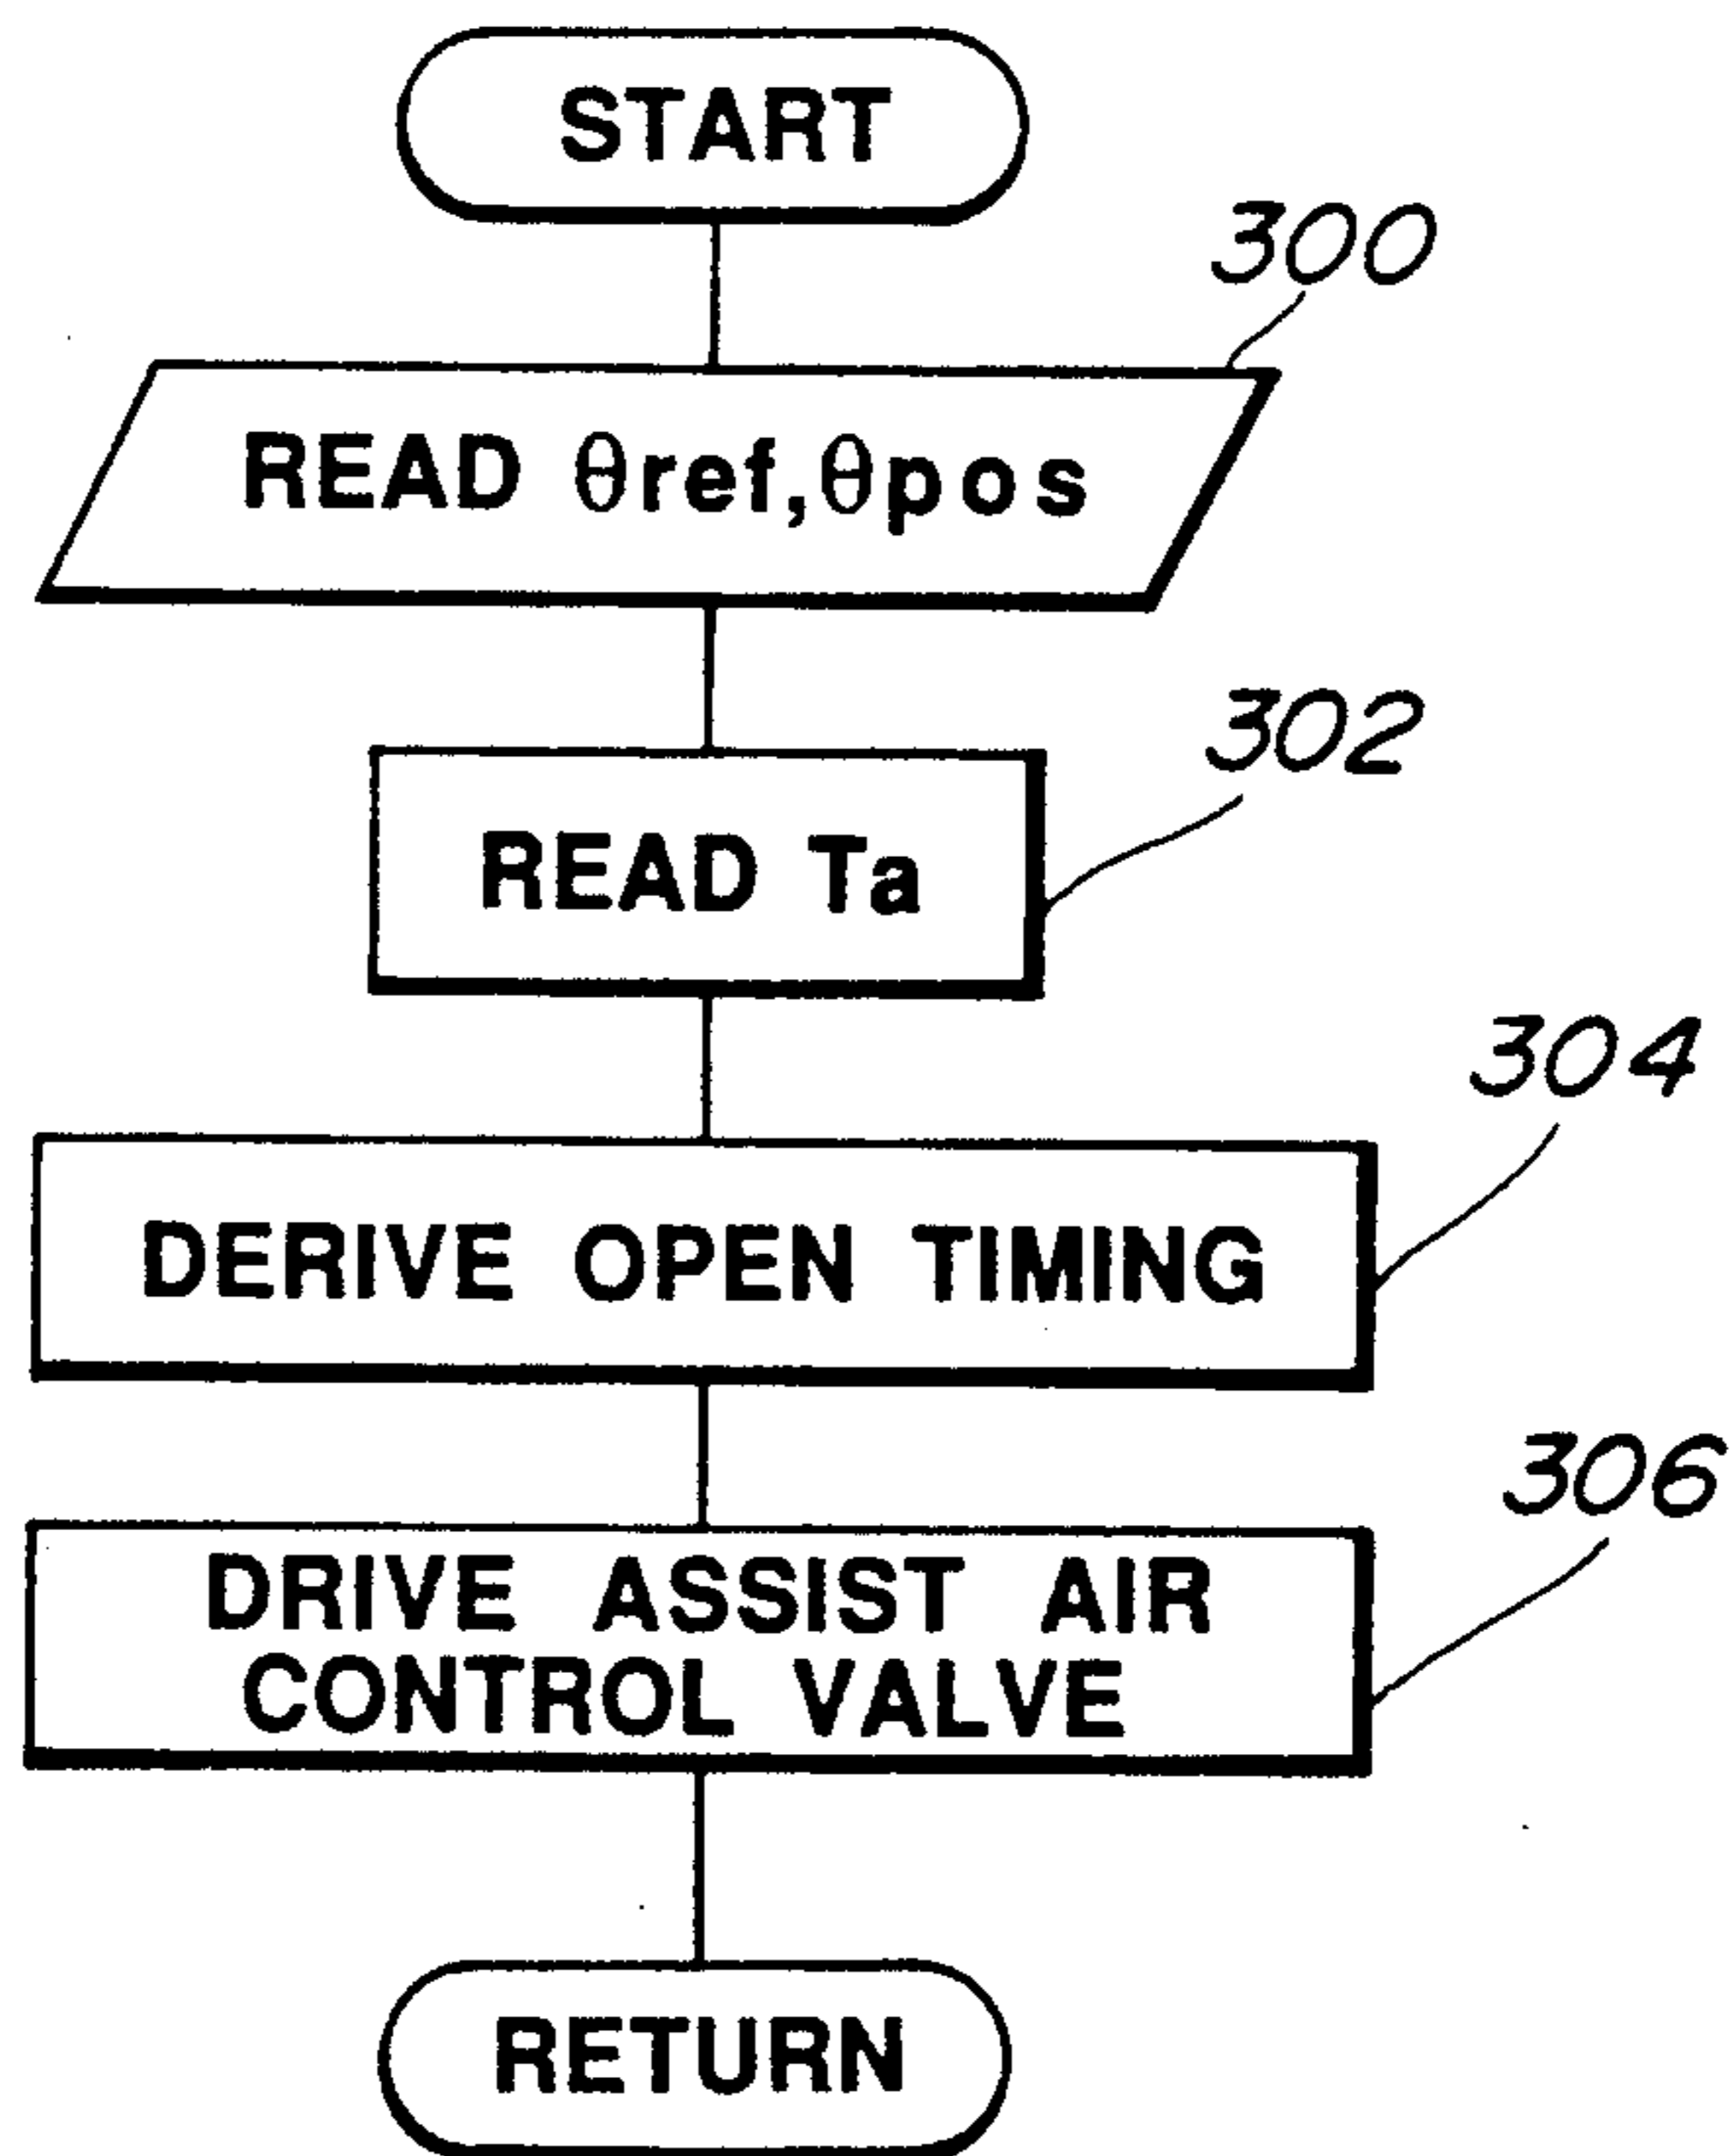 START
300
READ θref,θpos
302
READ Ta
304
DERIVE OPEN TIMING
306
DRIVE ASSIST AIR
CONTROL VALVE
RETURN